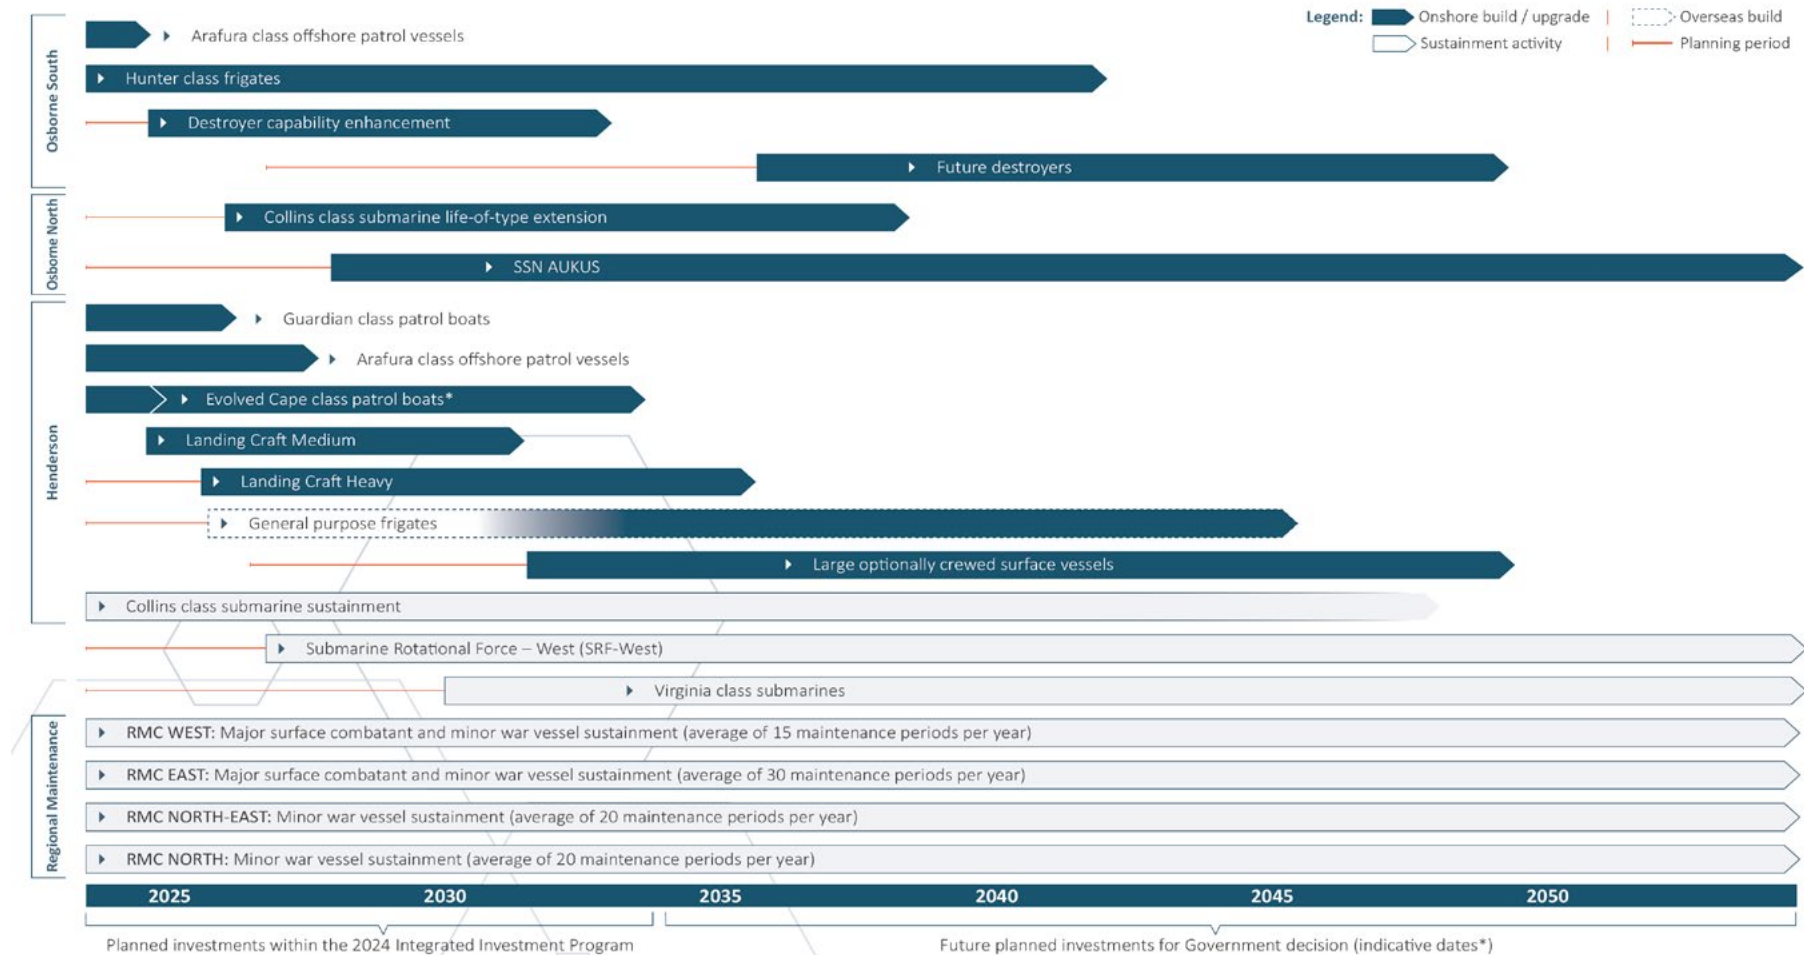 Legend: Onshore build / upgrade | Overseas build
Sustainment activity | Planning period
Osborne South
Arafura class offshore patrol vessels
Hunter class frigates
Destroyer capability enhancement
Future destroyers
Osborne North
Collins class submarine life-of-type extension
SSN AUKUS
Henderson
Guardian class patrol boats
Arafura class offshore patrol vessels
Evolved Cape class patrol boats*
Landing Craft Medium
Landing Craft Heavy
General purpose frigates
Large optionally crewed surface vessels
Collins class submarine sustainment
Submarine Rotational Force – West (SRF-West)
Virginia class submarines
Regional Maintenance
RMC WEST: Major surface combatant and minor war vessel sustainment (average of 15 maintenance periods per year)
RMC EAST: Major surface combatant and minor war vessel sustainment (average of 30 maintenance periods per year)
RMC NORTH-EAST: Minor war vessel sustainment (average of 20 maintenance periods per year)
RMC NORTH: Minor war vessel sustainment (average of 20 maintenance periods per year)
2025 2030 2035 2040 2045 2050
Planned investments within the 2024 Integrated Investment Program
Future planned investments for Government decision (indicative dates*)